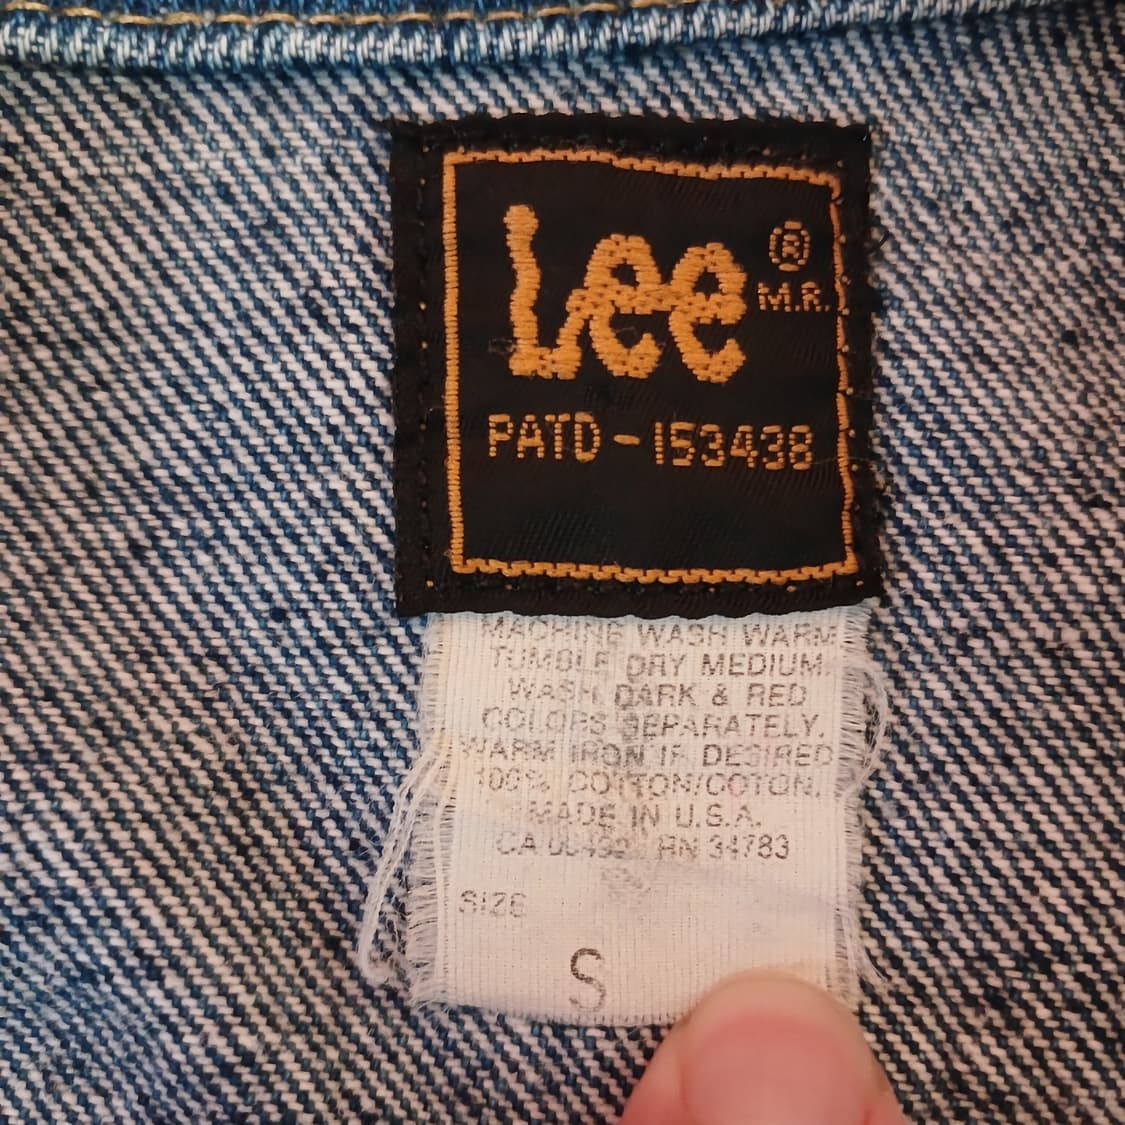 Lee ®
M.R.
PATD-153438
MACHINE WASH WARM
TUMBLE DRY MEDIUM.
WASH DARK & RED
COLORS SEPARATELY.
WARM IRON IF DESIRED
100% COTTON/COTON.
MADE IN U.S.A.
CA RN 34783
SIZE
S